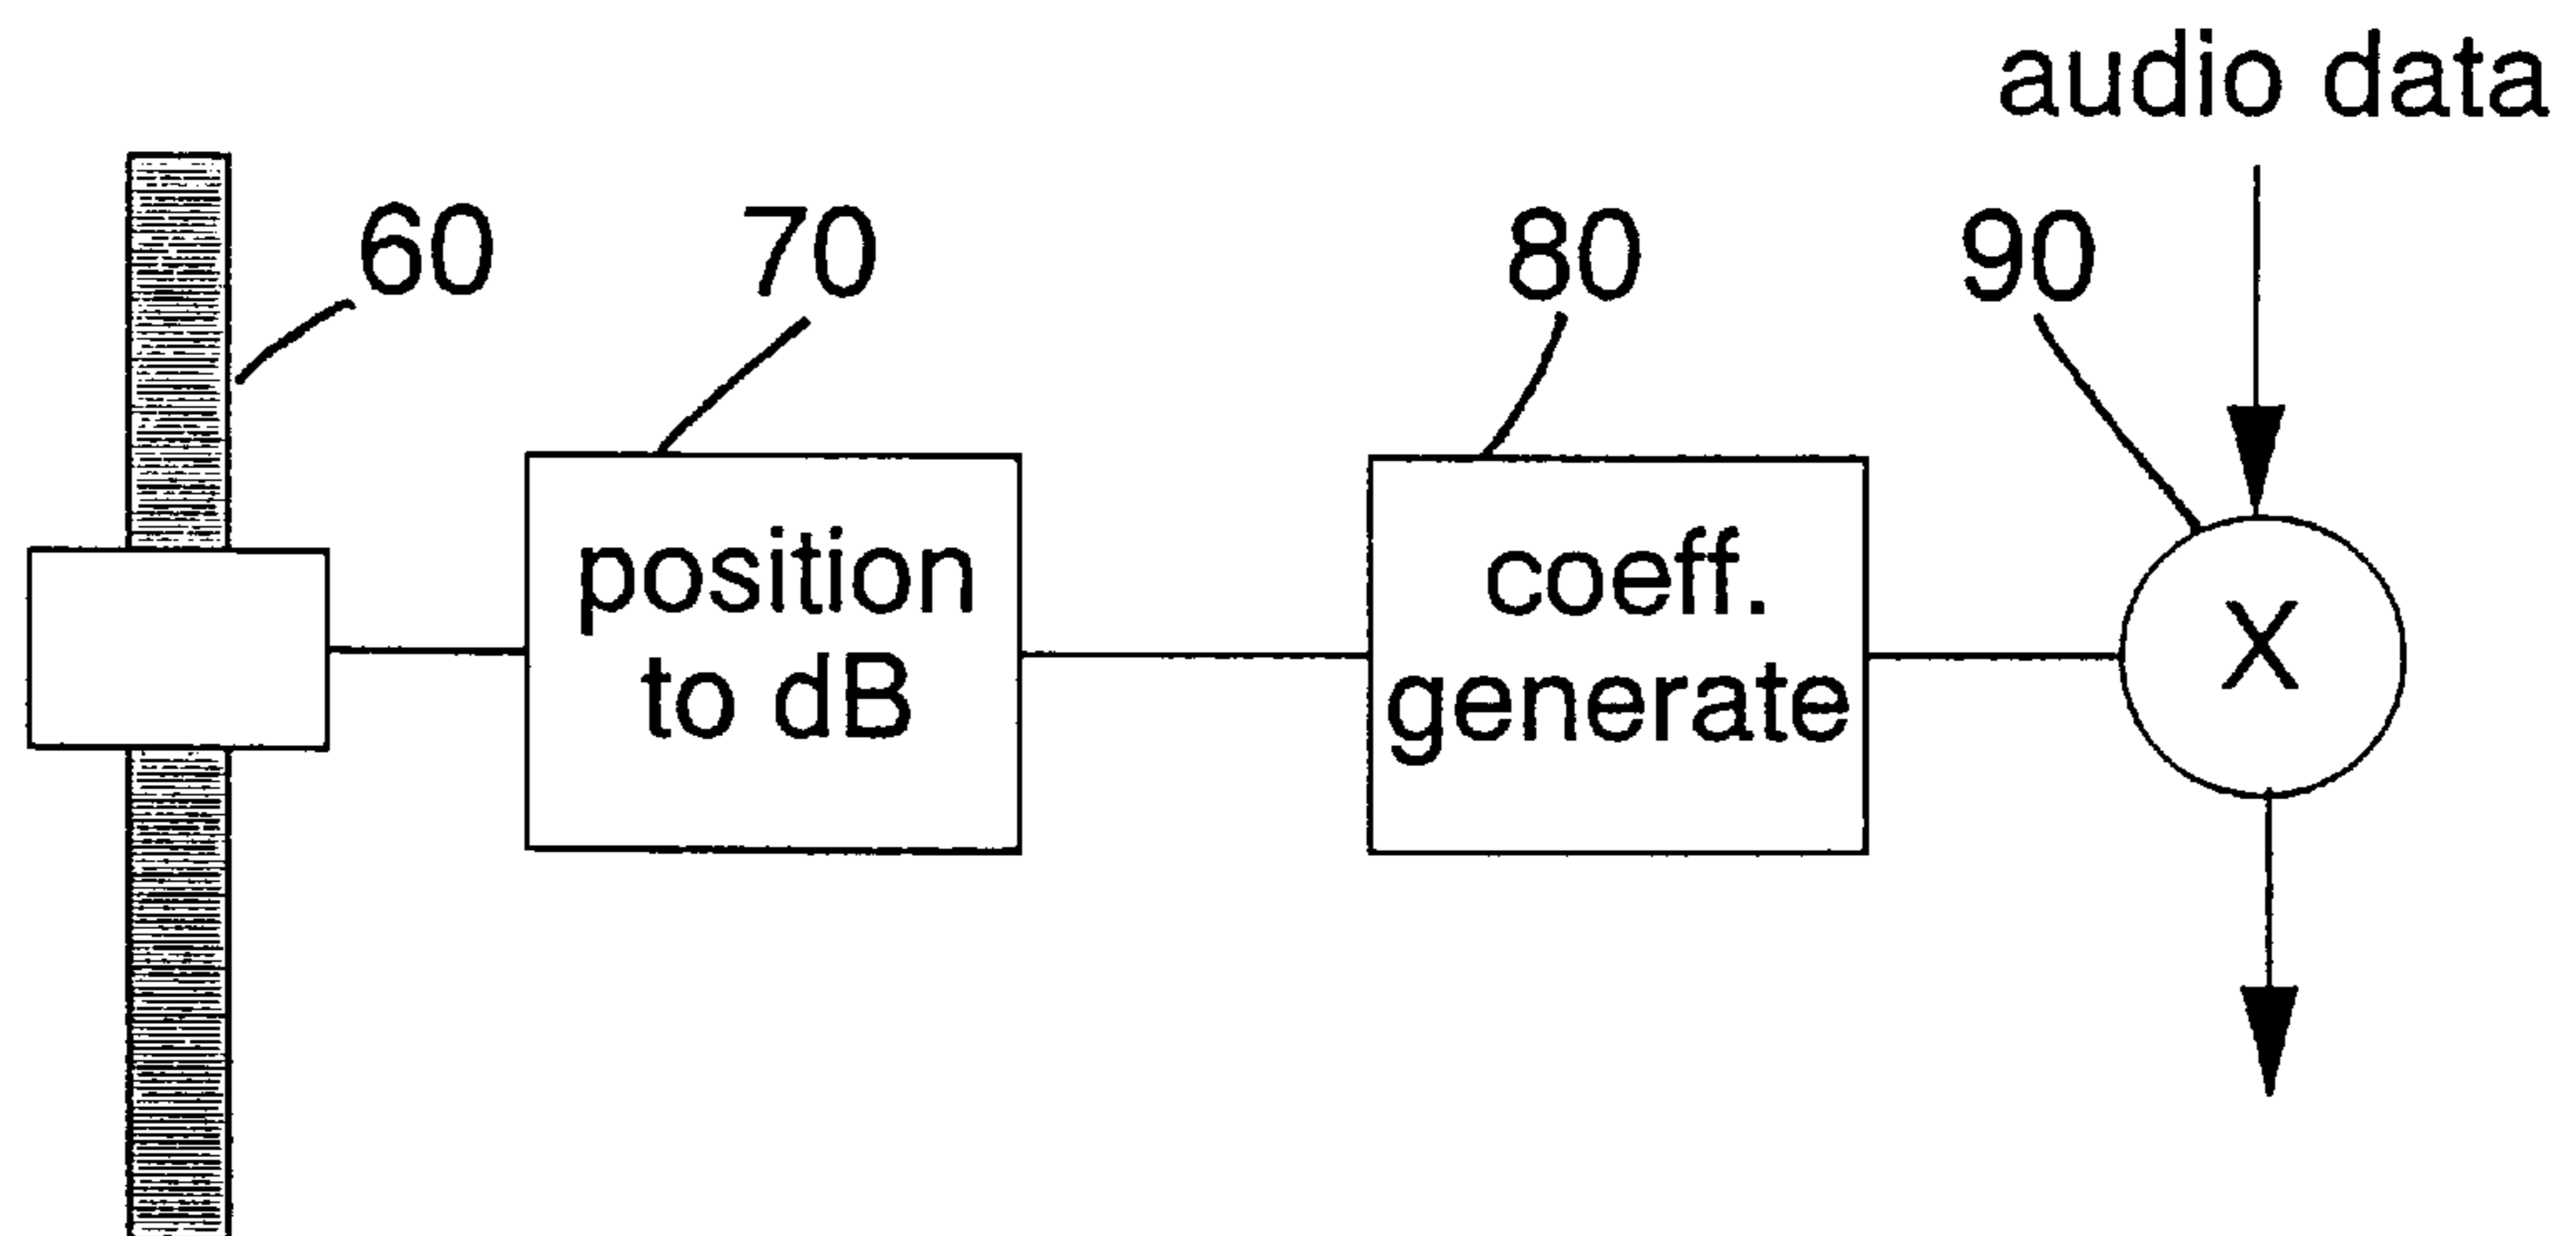 audio data
60
70
80
90
position
to dB
coeff.
generate
X